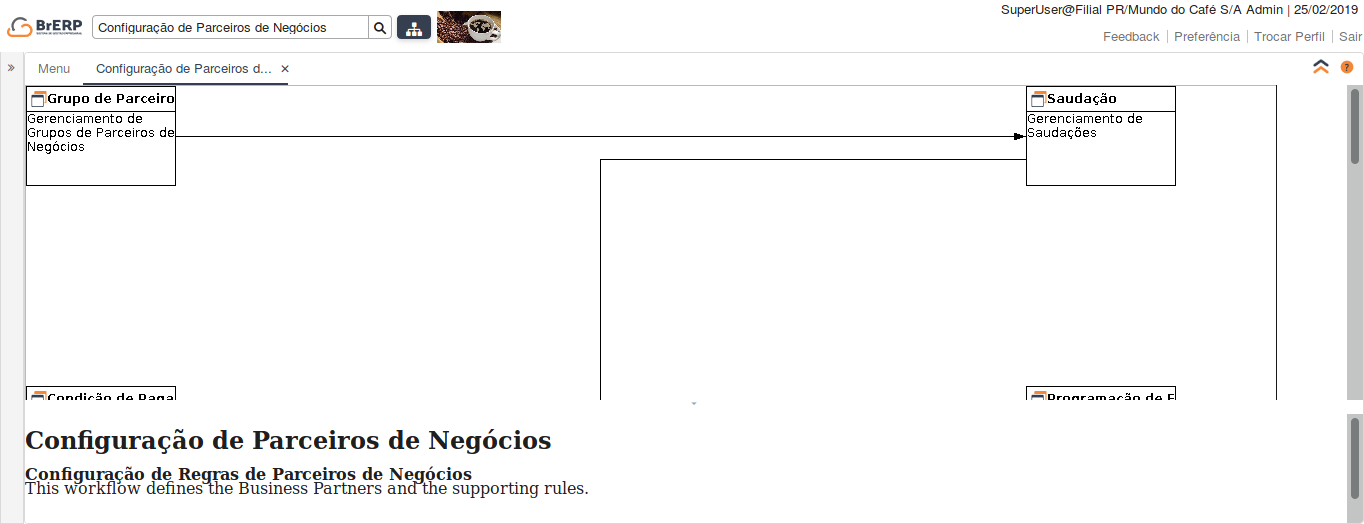 SuperUser@Filial PR/Mundo do Café S/A Admin | 25/02/2019
BrERP
Configuração de Parceiros de Negócios
Feedback | Preferência | Trocar Perfil | Sair
»
Menu
Configuração de Parceiros d... ✕
?
Grupo de Parceiro
Gerenciamento de
Grupos de Parceiros de
Negócios
Saudação
Gerenciamento de
Saudações
Condição de Paga
Programação de F
Configuração de Parceiros de Negócios
Configuração de Regras de Parceiros de Negócios
This workflow defines the Business Partners and the supporting rules.